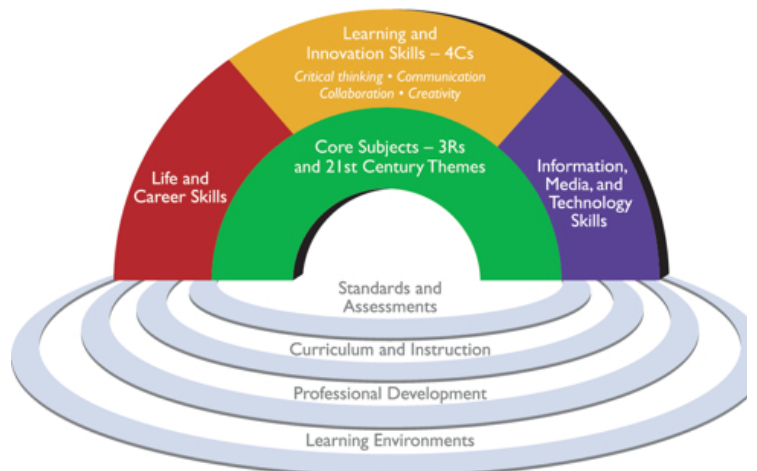 Learning and
Innovation Skills – 4Cs
Critical thinking • Communication
Collaboration • Creativity
Core Subjects – 3Rs
and 21st Century Themes
Life and
Career Skills
Information,
Media, and
Technology
Skills
Standards and
Assessments
Curriculum and Instruction
Professional Development
Learning Environments